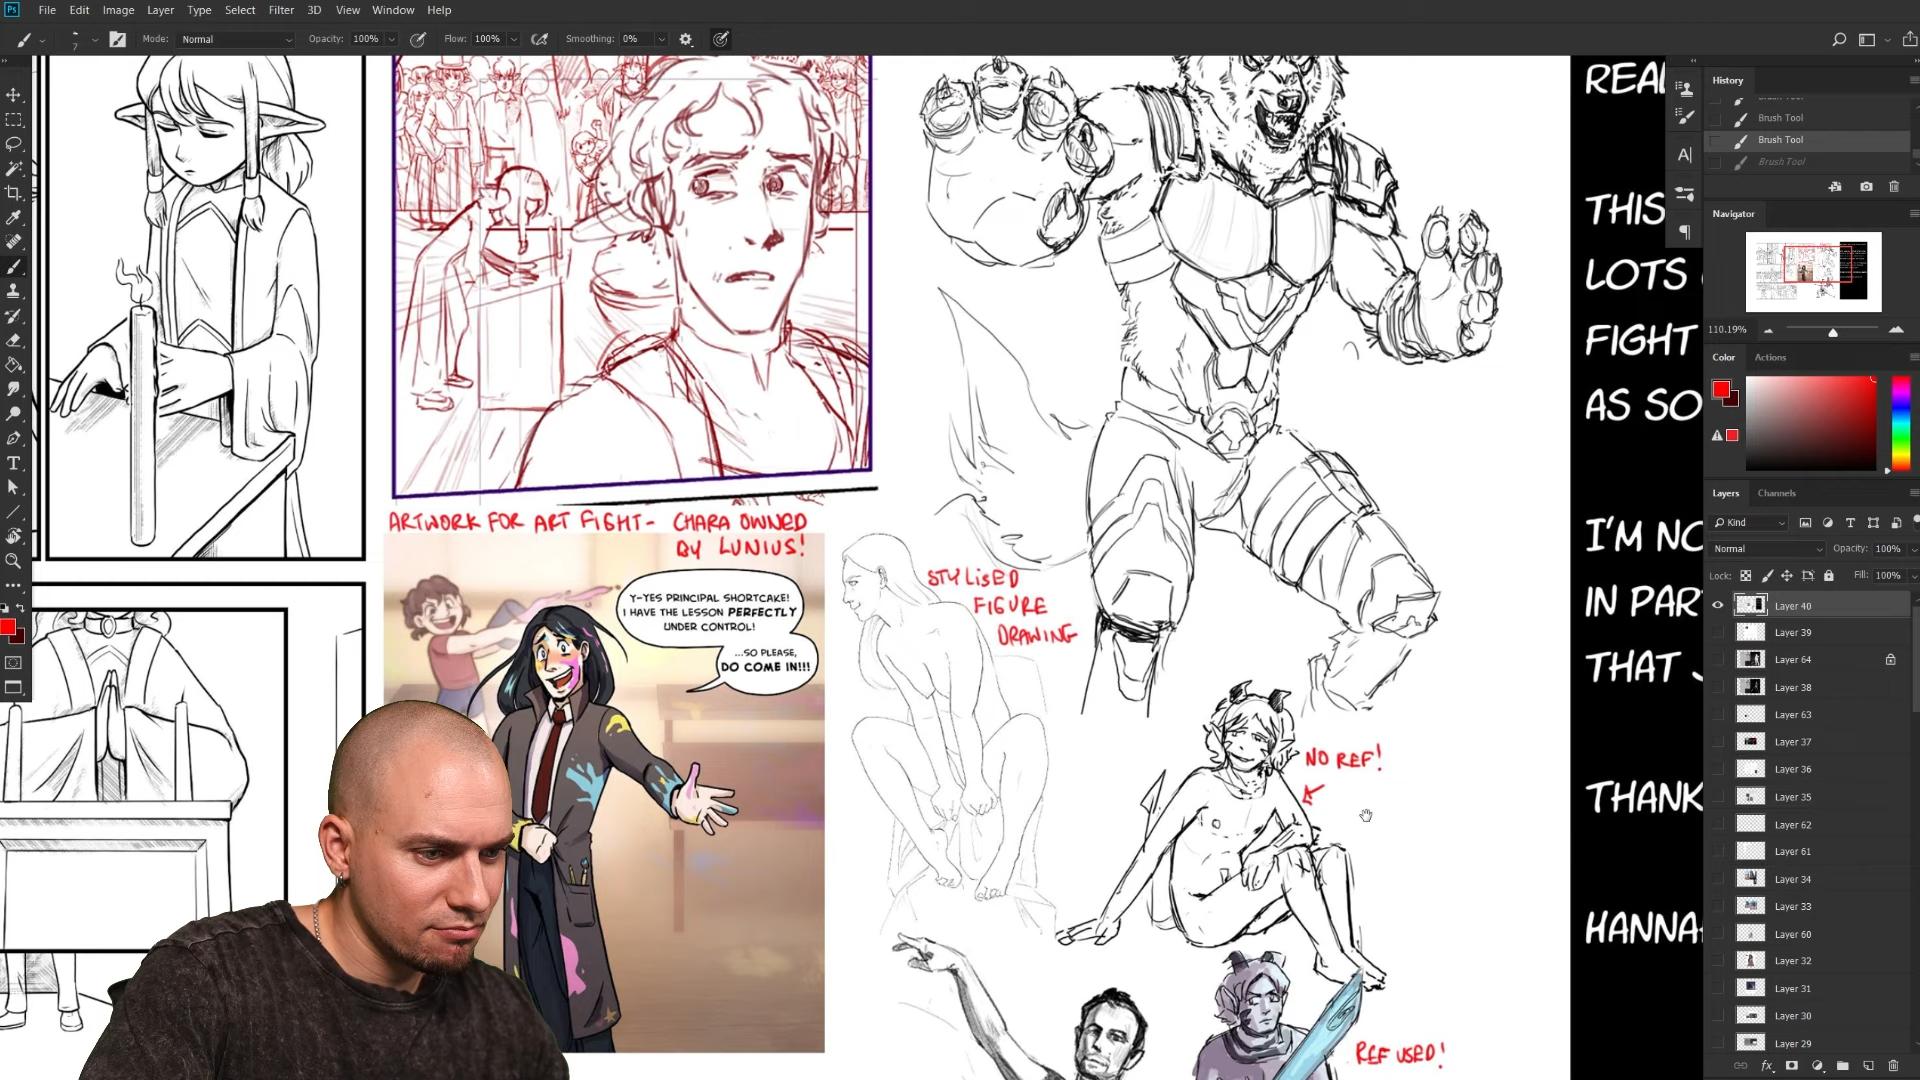 Ps File Edit Image Layer Type Select Filter 3D View Window Help
7 Mode: Normal Opacity: 100% Flow: 100% Smoothing: 0%
ARTWORK FOR ART FIGHT- CHARA OWNED
BY LUNIUS!
Y-YES PRINCIPAL SHORTCAKE!
I HAVE THE LESSON PERFECTLY
UNDER CONTROL!
...SO PLEASE,
DO COME IN!!!
STYLISED
FIGURE
DRAWING
NO REF!
REF USED!
REAL
THIS
LOTS
FIGHT
AS SO
I'M NO
IN PAR
THAT
THANK
HANNA
History
Brush Tool
Brush Tool
Brush Tool
Brush Tool
Navigator
110.19%
Color Actions
Layers Channels
Kind
Normal Opacity: 100%
Lock: Fill: 100%
Layer 40
Layer 39
Layer 64
Layer 38
Layer 63
Layer 37
Layer 36
Layer 35
Layer 62
Layer 61
Layer 34
Layer 33
Layer 60
Layer 32
Layer 31
Layer 30
Layer 29
fx